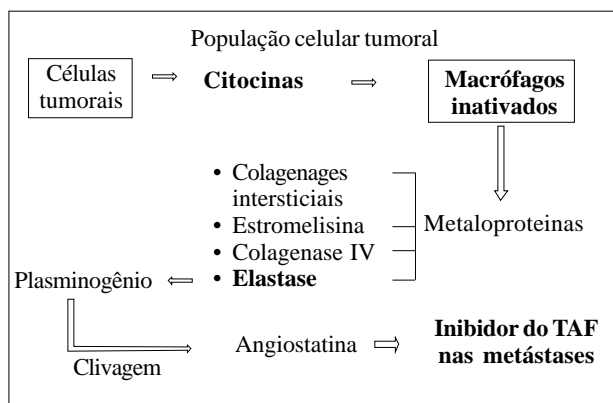 População celular tumoral
Células
tumorais
Citocinas
Macrófagos
inativados
• Colagenages
intersticiais
• Estromelisina
• Colagenase IV
• Elastase
Metaloproteinas
Plasminogênio
Clivagem
Angiostatina
Inibidor do TAF
nas metástases